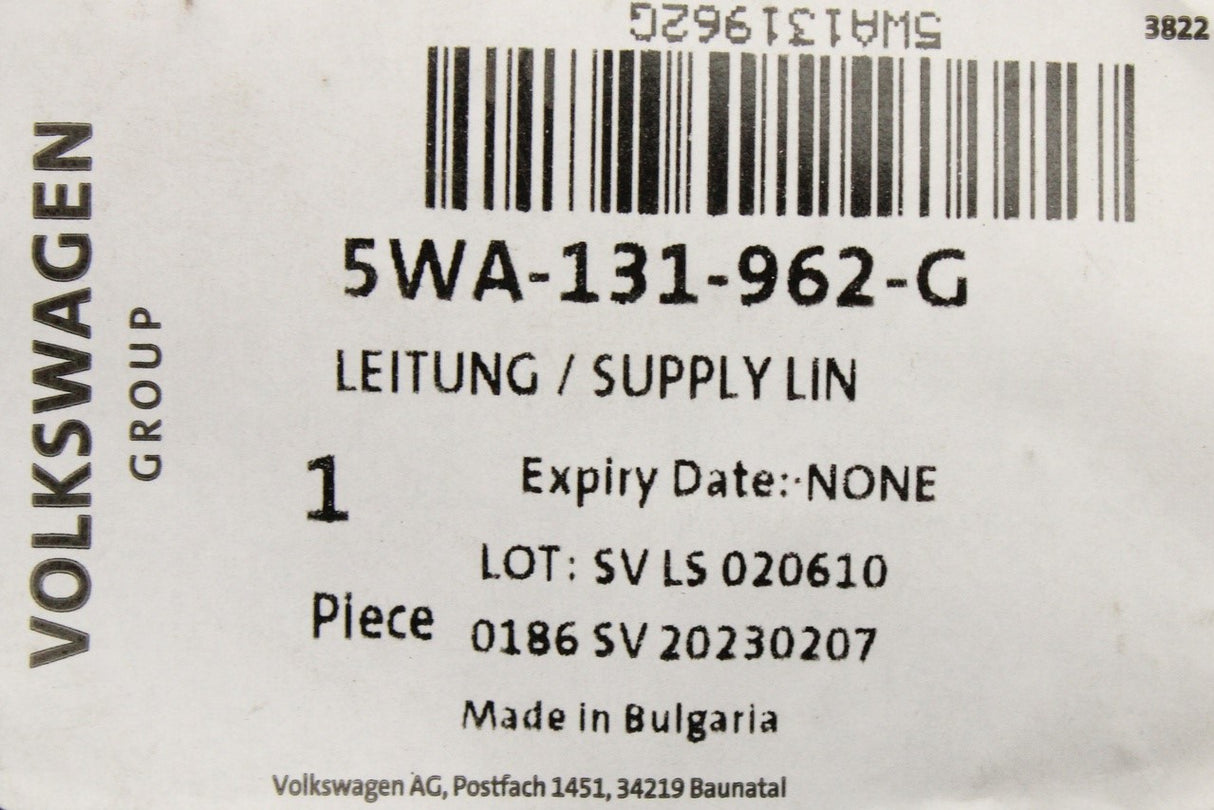 5WA131962G
3822
5WA-131-962-G
LEITUNG / SUPPLY LIN
1
Expiry Date: NONE
LOT: SV LS 020610
Piece
0186 SV 20230207
Made in Bulgaria
Volkswagen AG, Postfach 1451, 34219 Baunatal
VOLKSWAGEN
GROUP